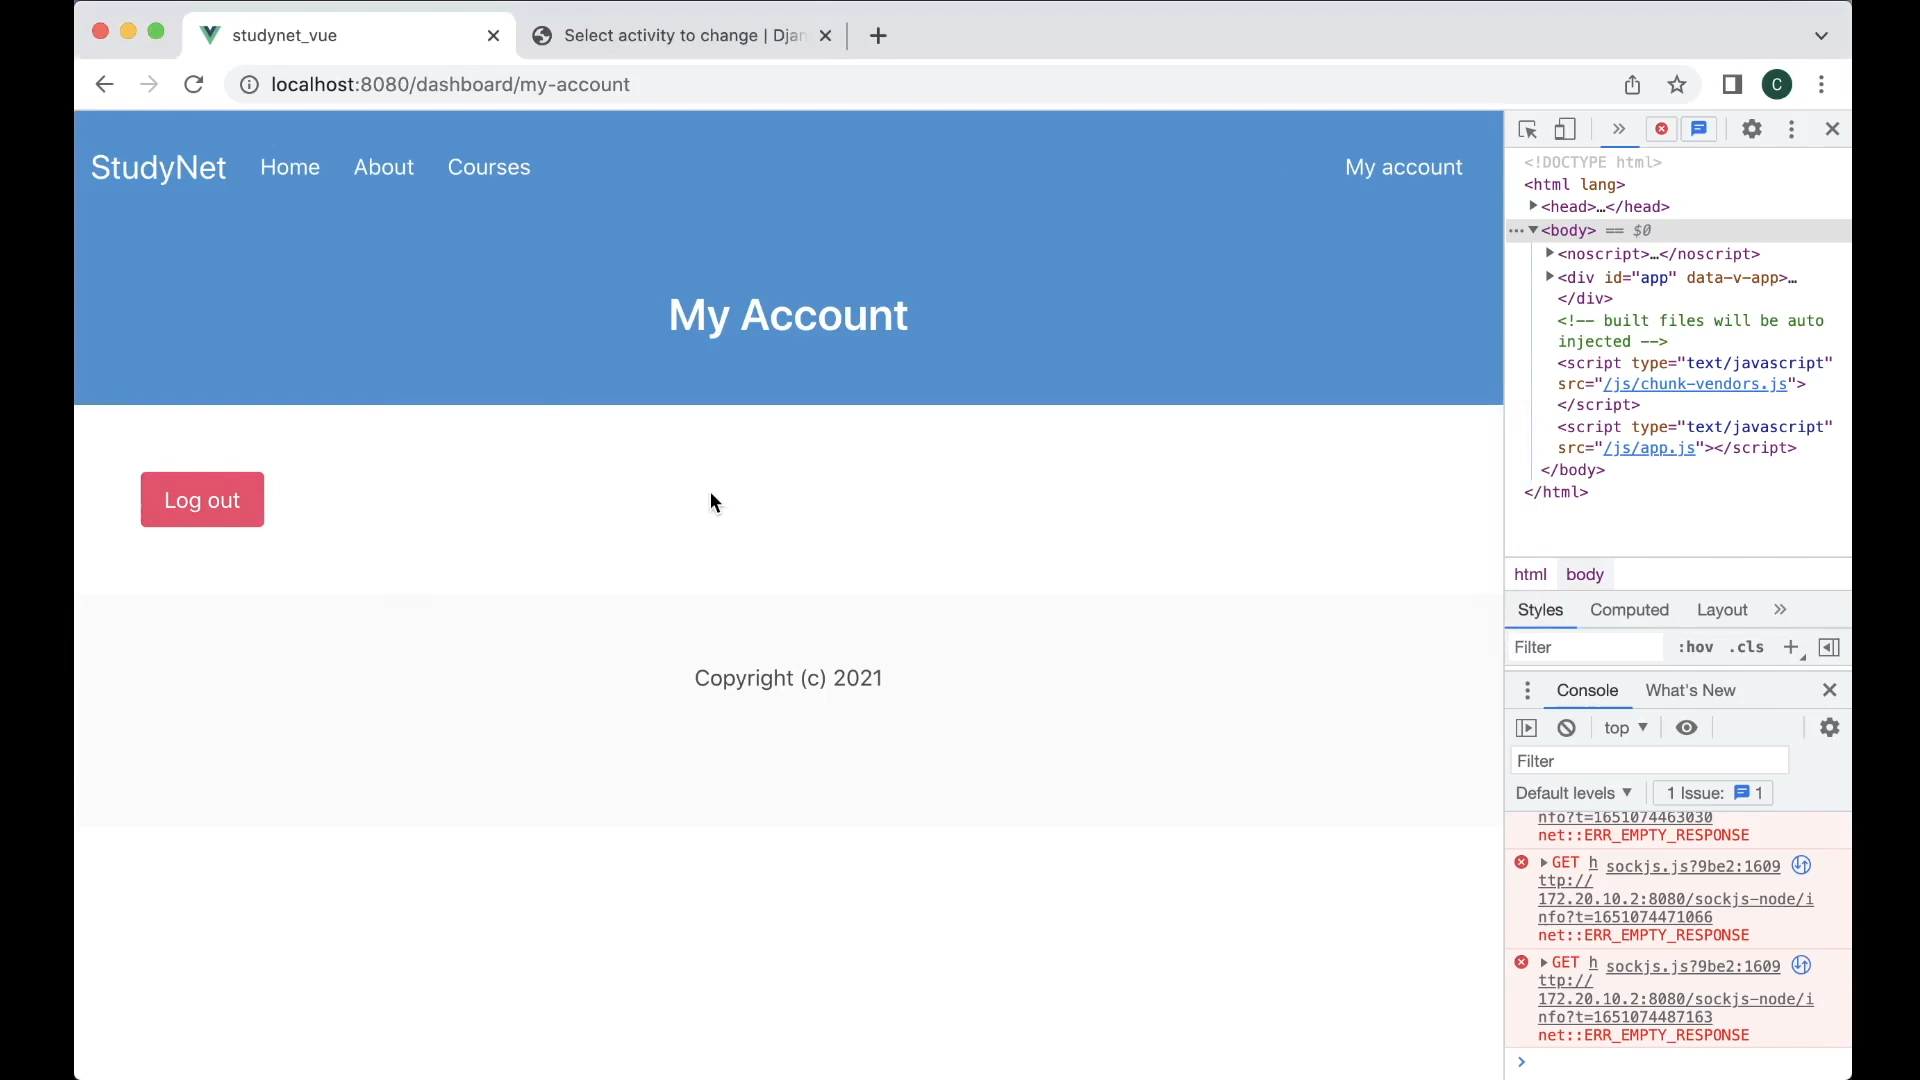 studynet_vue
Select activity to change | Djan
localhost:8080/dashboard/my-account
C
StudyNet Home About Courses My account
My Account
Log out
Copyright (c) 2021
<!DOCTYPE html>
<html lang>
<head>…</head>
<body> == $0
<noscript>…</noscript>
<div id="app" data-v-app>…
</div>
<!-- built files will be auto
injected -->
<script type="text/javascript"
src="/js/chunk-vendors.js">
</script>
<script type="text/javascript"
src="/js/app.js"></script>
</body>
</html>
html body
Styles Computed Layout
Filter :hov .cls
Console What's New
top
Filter
Default levels 1 Issue: 1
nfo?t=1651074463030
net::ERR_EMPTY_RESPONSE
GET h sockjs.js?9be2:1609
ttp://
172.20.10.2:8080/sockjs-node/i
nfo?t=1651074471066
net::ERR_EMPTY_RESPONSE
GET h sockjs.js?9be2:1609
ttp://
172.20.10.2:8080/sockjs-node/i
nfo?t=1651074487163
net::ERR_EMPTY_RESPONSE